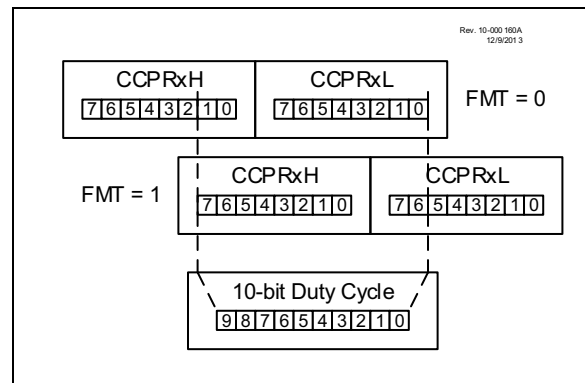 Rev. 10-000 160A
12/9/201 3
CCPRxH CCPRxL
7 6 5 4 3 2 1 0 7 6 5 4 3 2 1 0 FMT = 0
CCPRxH CCPRxL
FMT = 1 7 6 5 4 3 2 1 0 7 6 5 4 3 2 1 0
10-bit Duty Cycle
9 8 7 6 5 4 3 2 1 0